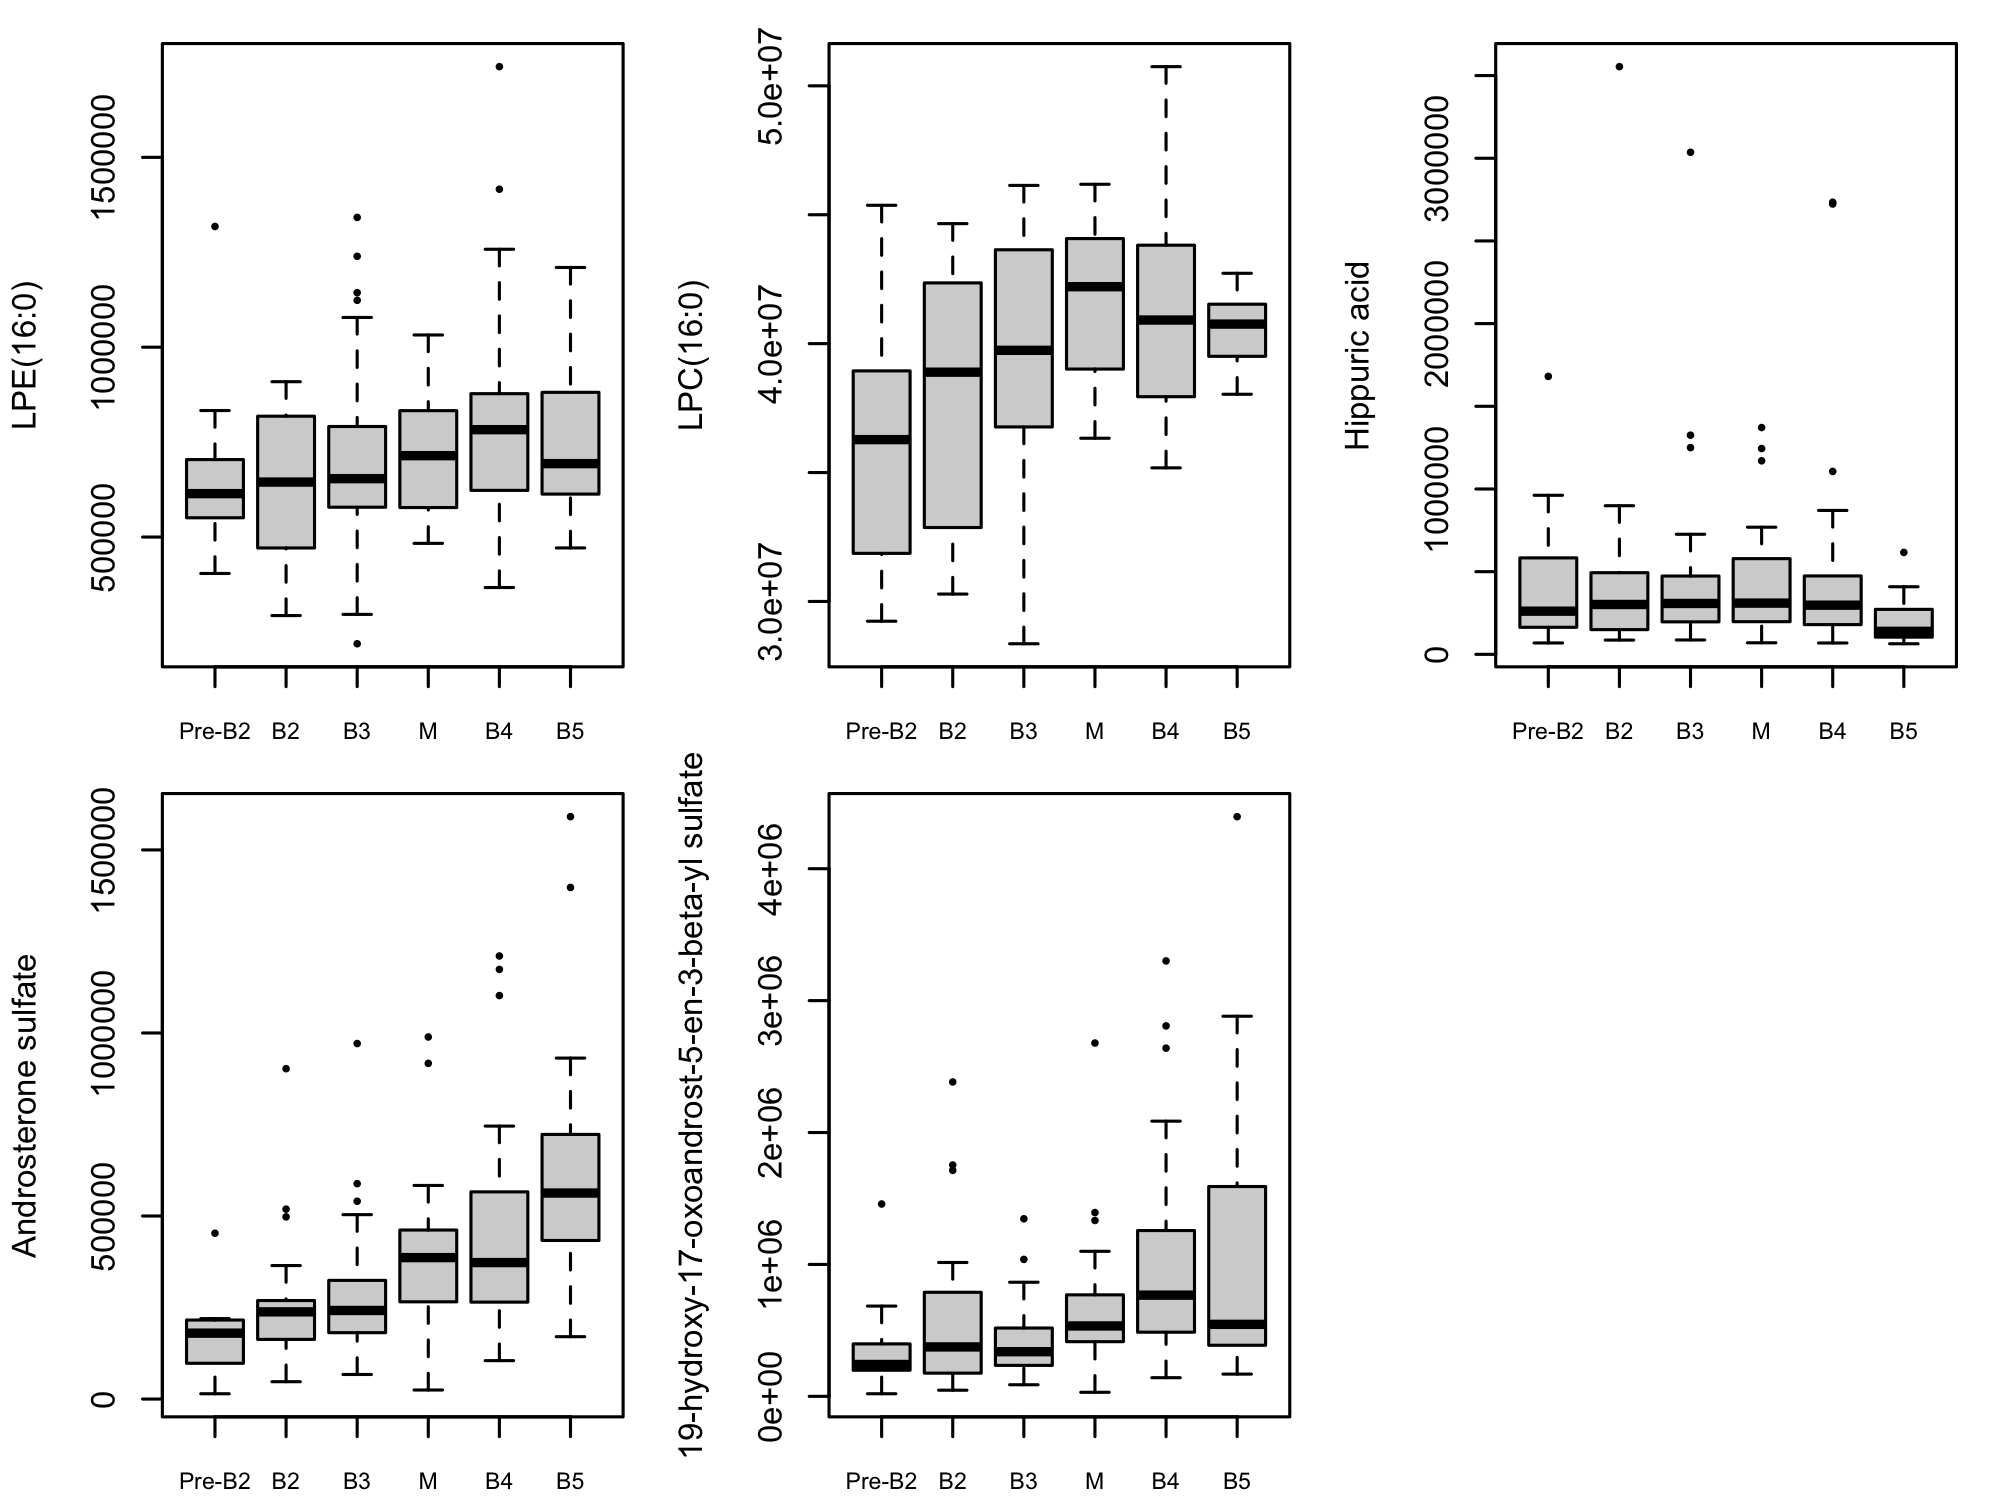 LPE(16:0)
1500000
1000000
500000
Pre-B2 B2 B3 M B4 B5
LPC(16:0)
5.0e+07
4.0e+07
3.0e+07
Pre-B2 B2 B3 M B4 B5
Hippuric acid
3000000
2000000
1000000
0
Pre-B2 B2 B3 M B4 B5
Androsterone sulfate
1500000
1000000
500000
0
Pre-B2 B2 B3 M B4 B5
19-hydroxy-17-oxoandrost-5-en-3-beta-yl sulfate
4e+06
3e+06
2e+06
1e+06
0e+00
Pre-B2 B2 B3 M B4 B5